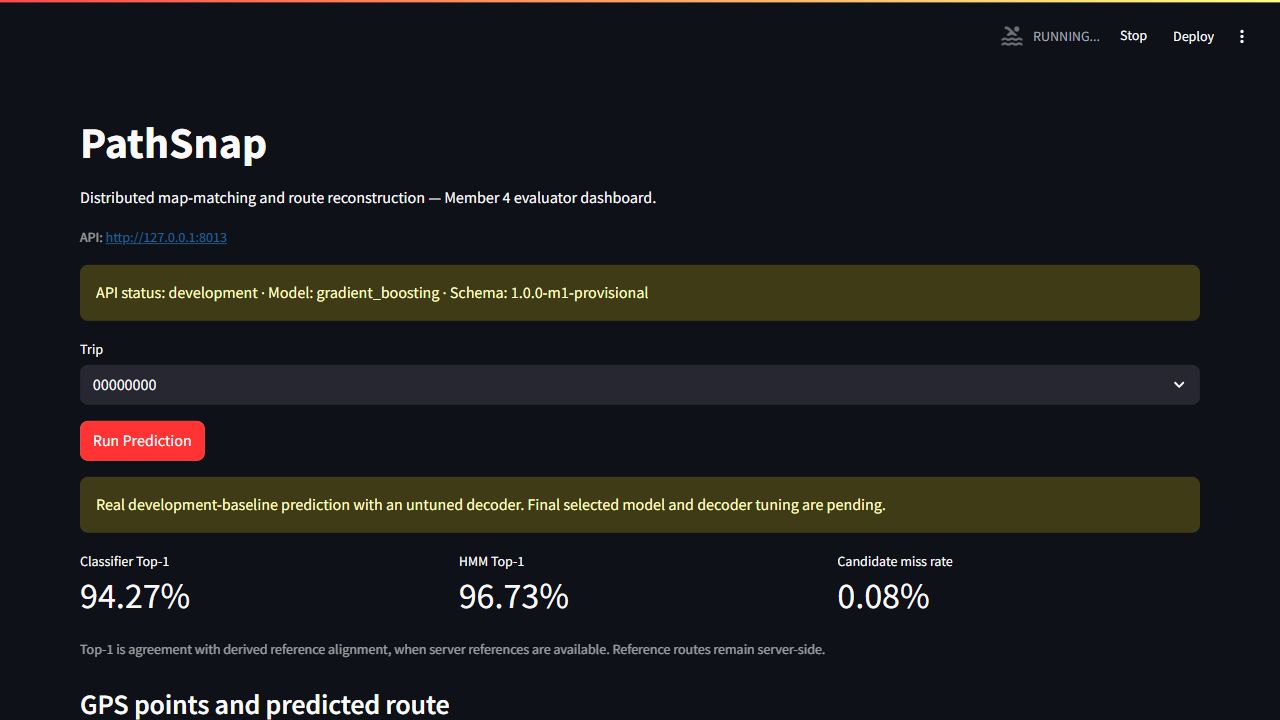 RUNNING...
Stop
Deploy
PathSnap
Distributed map-matching and route reconstruction — Member 4 evaluator dashboard.
API: http://127.0.0.1:8013
API status: development · Model: gradient_boosting · Schema: 1.0.0-m1-provisional
Trip
00000000
Run Prediction
Real development-baseline prediction with an untuned decoder. Final selected model and decoder tuning are pending.
Classifier Top-1
94.27%
HMM Top-1
96.73%
Candidate miss rate
0.08%
Top-1 is agreement with derived reference alignment, when server references are available. Reference routes remain server-side.
GPS points and predicted route